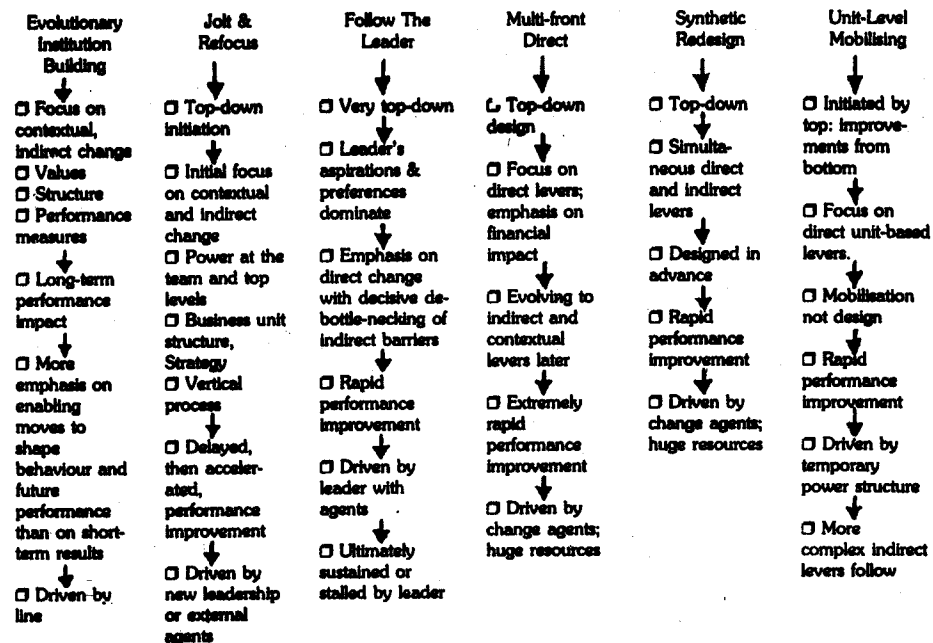 Evolutionary
Institution
Building
❒ Focus on
contextual,
indirect change
❒ Values
❒ Structure
❒ Performance
measures
❒ Long-term
performance
impact
❒ More
emphasis on
enabling
moves to
shape
behaviour and
future
performance
than on short-
term results
❒ Driven by
line
Jolt &
Refocus
❒ Top-down
initiation
❒ Initial focus
on contextual
and indirect
change
❒ Power at the
team and top
levels
❒ Business unit
structure,
Strategy
❒ Vertical
process
❒ Delayed,
then acceler-
ated,
performance
improvement
❒ Driven by
new leadership
or external
agents
Follow The
Leader
❒ Very top-down
❒ Leader's
aspirations &
preferences
dominate
❒ Emphasis on
direct change
with decisive de-
bottle-necking of
indirect barriers
❒ Rapid
performance
improvement
❒ Driven by
leader with
agents
❒ Ultimately
sustained or
stalled by leader
Multi-front
Direct
❒ Top-down
design
❒ Focus on
direct levers;
emphasis on
financial
impact
❒ Evolving to
indirect and
contextual
levers later
❒ Extremely
rapid
performance
improvement
❒ Driven by
change agents;
huge resources
Synthetic
Redesign
❒ Top-down
❒ Simulta-
neous direct
and indirect
levers
❒ Designed in
advance
❒ Rapid
performance
improvement
❒ Driven by
change agents;
huge resources
Unit-Level
Mobilising
❒ Initiated by
top: improve-
ments from
bottom
❒ Focus on
direct unit-based
levers.
❒ Mobilisation
not design
❒ Rapid
performance
improvement
❒ Driven by
temporary
power structure
❒ More
complex indirect
levers follow